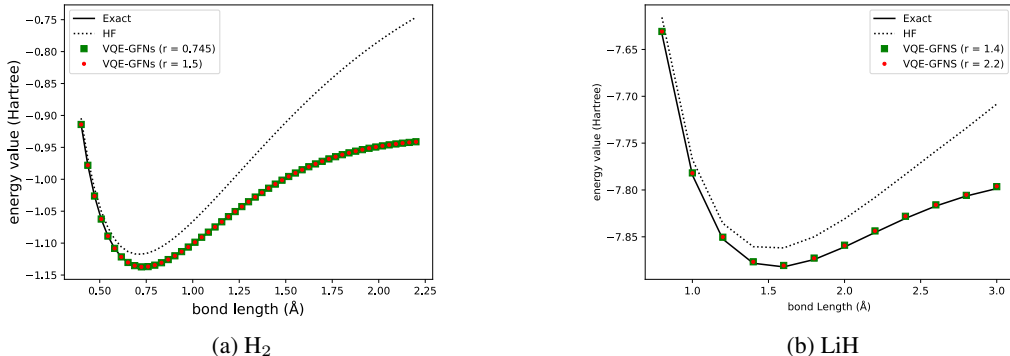 Exact
HF
VQE-GFNs (r = 0.745)
VQE-GFNs (r = 1.5)
energy value (Hartree)
−0.75
−0.80
−0.85
−0.90
−0.95
−1.00
−1.05
−1.10
−1.15
0.50
0.75
1.00
1.25
1.50
1.75
2.00
2.25
bond length (Å)
(a) H₂
Exact
HF
VQE-GFNS (r = 1.4)
VQE-GFNS (r = 2.2)
energy value (Hartree)
−7.65
−7.70
−7.75
−7.80
−7.85
1.0
1.5
2.0
2.5
3.0
bond Length (Å)
(b) LiH